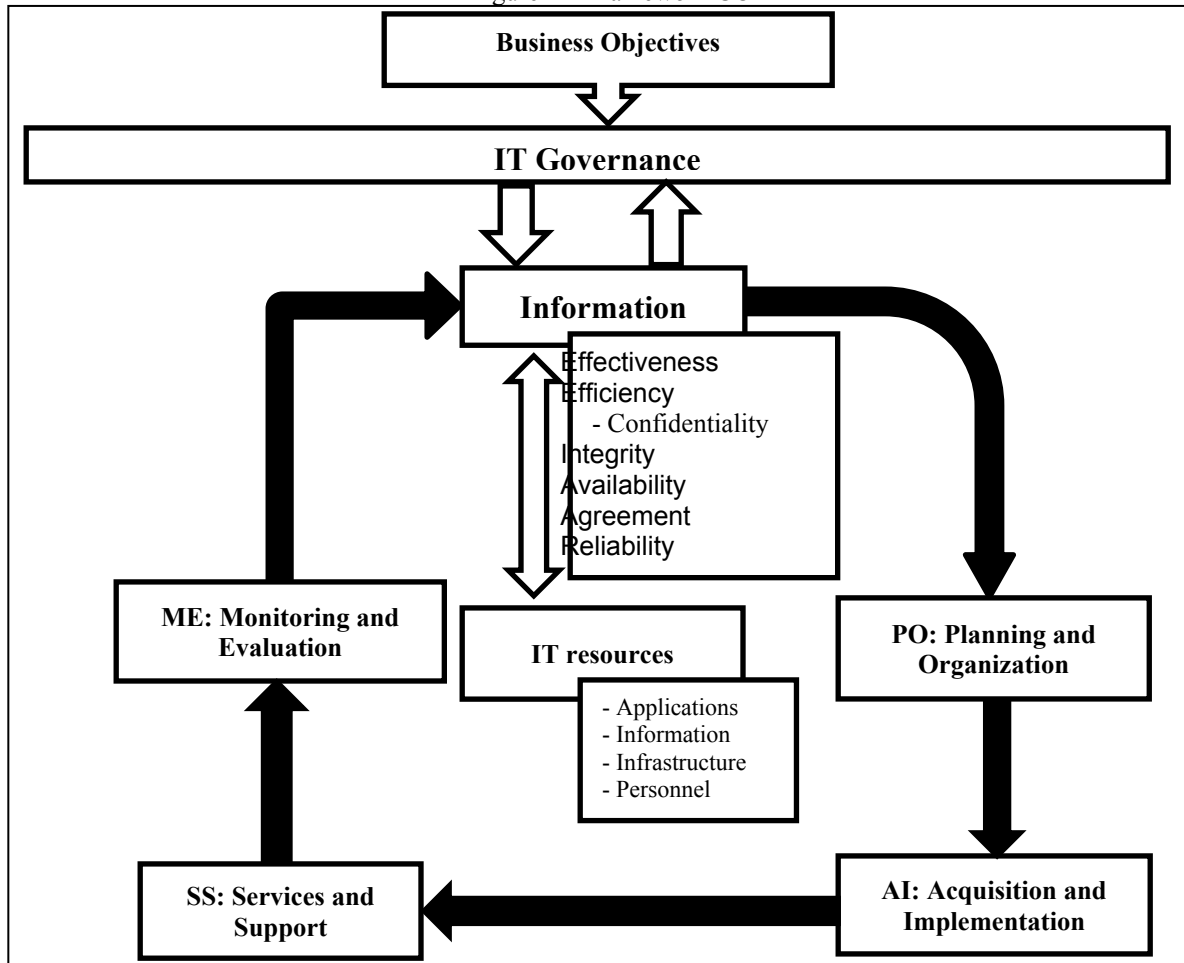 Business Objectives
IT Governance
Information
Effectiveness
Efficiency
- Confidentiality
Integrity
Availability
Agreement
Reliability
ME: Monitoring and
Evaluation
IT resources
PO: Planning and
Organization
- Applications
- Information
- Infrastructure
- Personnel
SS: Services and
Support
AI: Acquisition and
Implementation